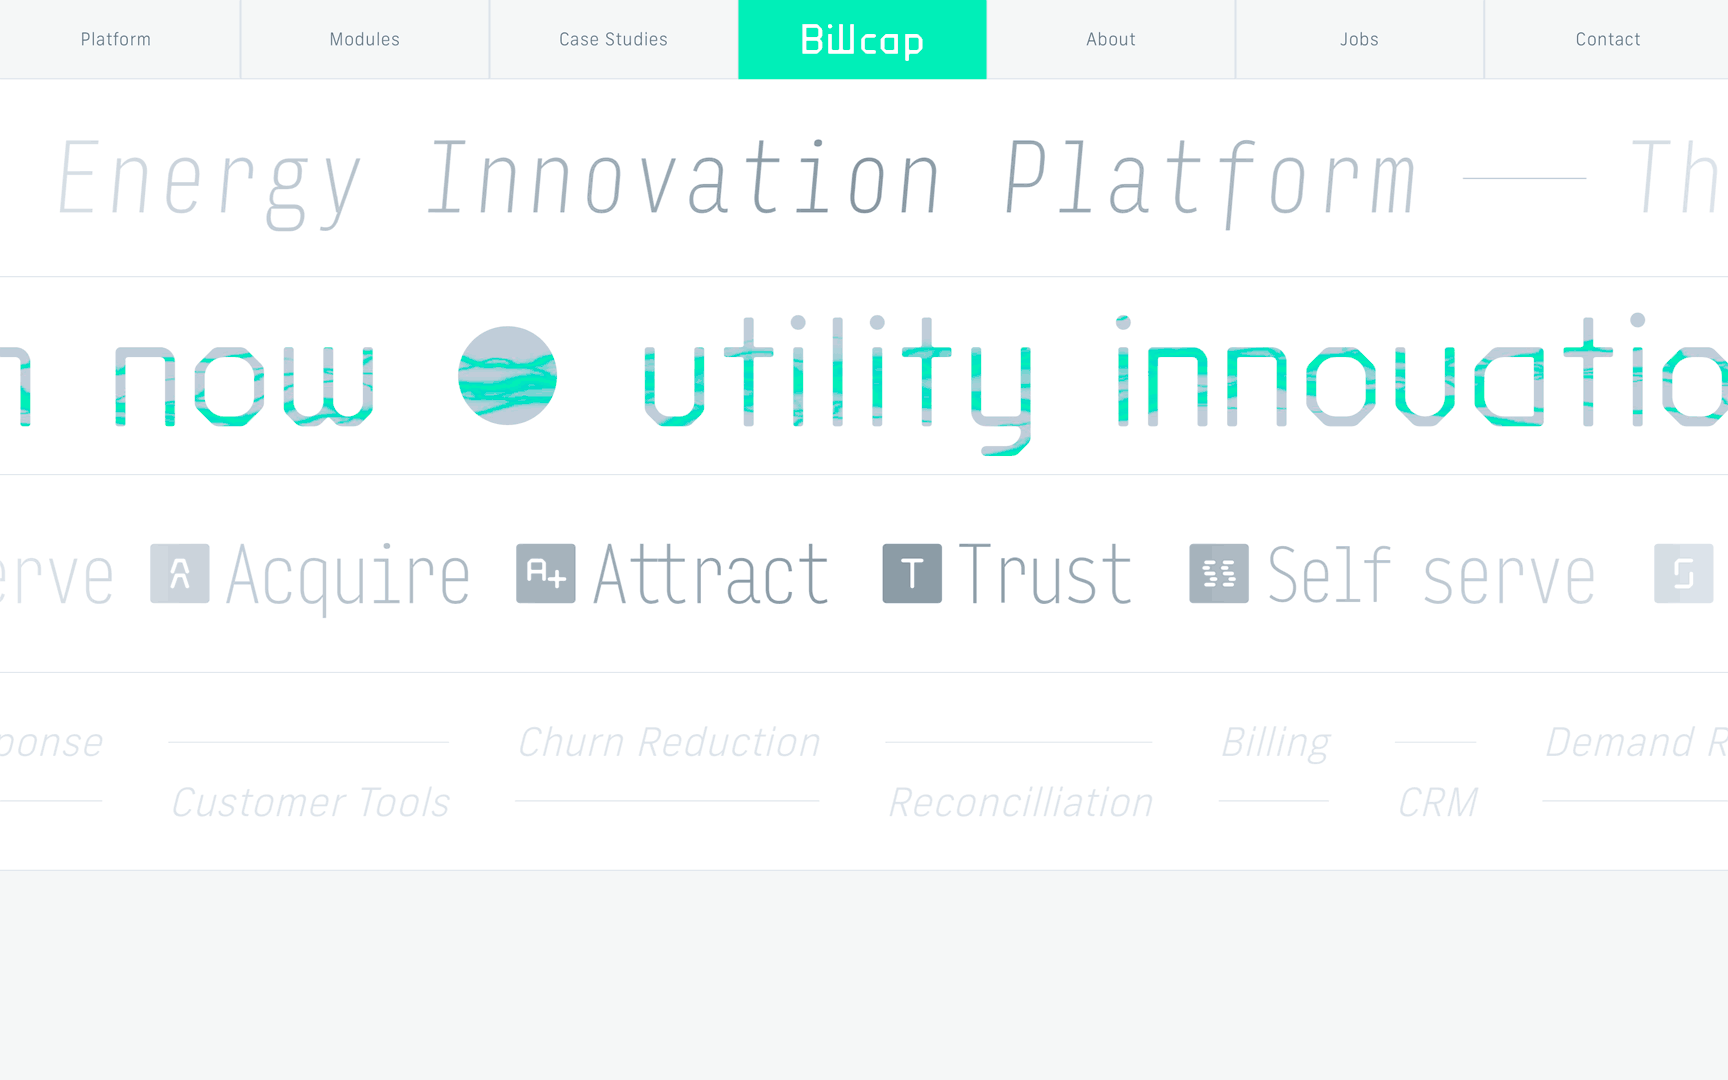 Platform Modules Case Studies Billcap About Jobs Contact
Energy Innovation Platform — Th
n now utility innovatio
erve A Acquire A+ Attract T Trust Self serve S
ponse Churn Reduction Billing Demand R
Customer Tools Reconcilliation CRM